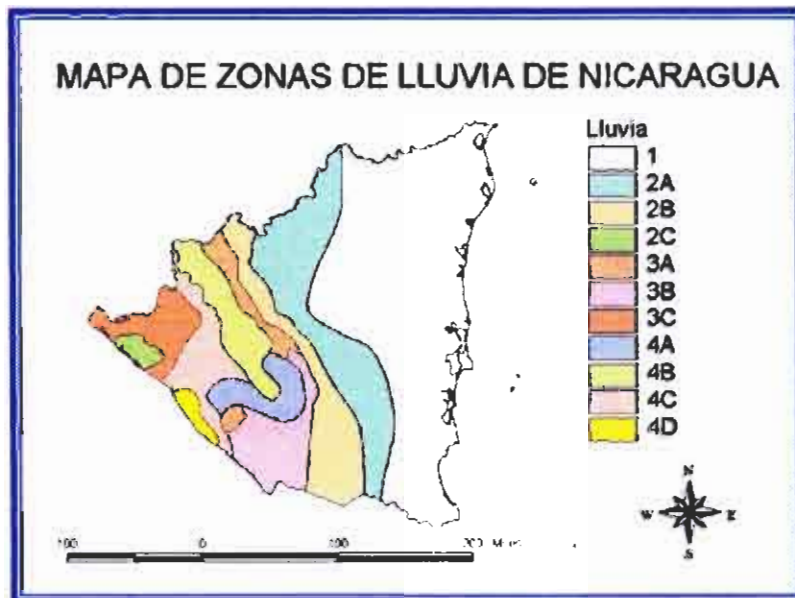 MAPA DE ZONAS DE LLUVIA DE NICARAGUA
Lluvia
1
2A
2B
2C
3A
3B
3C
4A
4B
4C
4D
N
W E
S
100 0